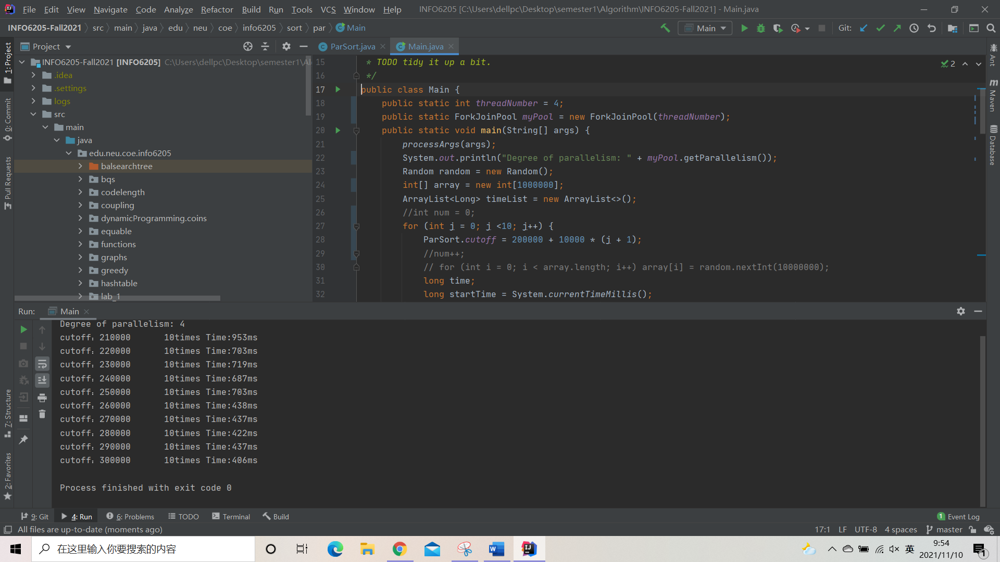 File Edit View Navigate Code Analyze Refactor Build Run Tools VCS Window Help INFO6205 [C:\Users\dellpc\Desktop\semester1\Algorithm\INFO6205-Fall2021] - Main.java
INFO6205-Fall2021 src main java edu neu coe info6205 sort par Main
Main Git:
Project
ParSort.java Main.java
1: Project
0: Commit
Pull Requests
7: Structure
2: Favorites
INFO6205-Fall2021 [INFO6205] C:\Users\dellpc\Desktop\semester1\Al
.idea
.settings
logs
src
main
java
edu.neu.coe.info6205
balsearchtree
bqs
codelength
coupling
dynamicProgramming.coins
equable
functions
graphs
greedy
hashtable
lab_1
2
15 * TODO tidy it up a bit.
16 */
17 public class Main {
18 public static int threadNumber = 4;
19 public static ForkJoinPool myPool = new ForkJoinPool(threadNumber);
20 public static void main(String[] args) {
21 processArgs(args);
22 System.out.println("Degree of parallelism: " + myPool.getParallelism());
23 Random random = new Random();
24 int[] array = new int[1000000];
25 ArrayList<Long> timeList = new ArrayList<>();
26 //int num = 0;
27 for (int j = 0; j <10; j++) {
28 ParSort.cutoff = 200000 + 10000 * (j + 1);
29 //num++;
30 // for (int i = 0; i < array.length; i++) array[i] = random.nextInt(10000000);
31 long time;
32 long startTime = System.currentTimeMillis();
Ant
Maven
Database
Run: Main
Degree of parallelism: 4
cutoff：210000 10times Time:953ms
cutoff：220000 10times Time:703ms
cutoff：230000 10times Time:719ms
cutoff：240000 10times Time:687ms
cutoff：250000 10times Time:703ms
cutoff：260000 10times Time:438ms
cutoff：270000 10times Time:437ms
cutoff：280000 10times Time:422ms
cutoff：290000 10times Time:437ms
cutoff：300000 10times Time:406ms
Process finished with exit code 0
9: Git 4: Run 6: Problems TODO Terminal Build 1 Event Log
All files are up-to-date (moments ago) 17:1 LF UTF-8 4 spaces master
在这里输入你要搜索的内容
英
9:54
2021/11/10
1